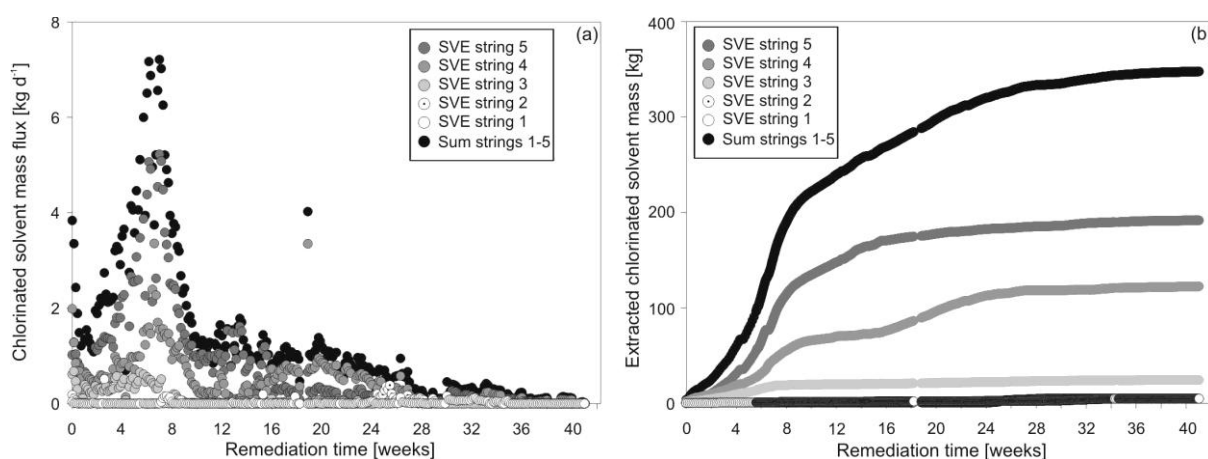 (a)
Chlorinated solvent mass flux [kg d⁻¹]
8
6
4
2
0
SVE string 5
SVE string 4
SVE string 3
SVE string 2
SVE string 1
Sum strings 1-5
0 4 8 12 16 20 24 28 32 36 40
Remediation time [weeks]
(b)
Extracted chlorinated solvent mass [kg]
400
300
200
100
0
SVE string 5
SVE string 4
SVE string 3
SVE string 2
SVE string 1
Sum strings 1-5
0 4 8 12 16 20 24 28 32 36 40
Remediation time [weeks]